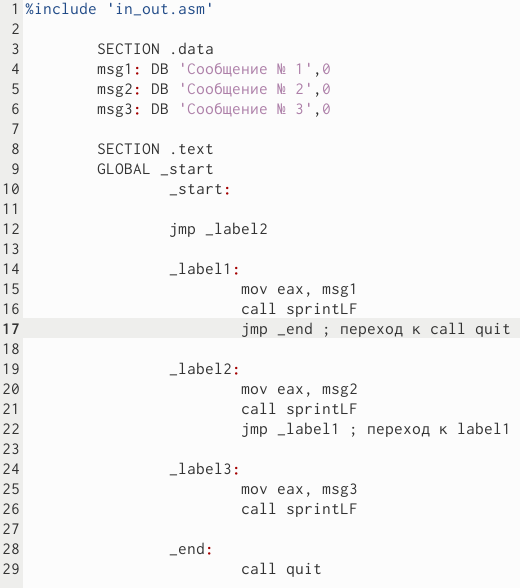 1 %include 'in_out.asm'
2
3 SECTION .data
4 msg1: DB 'Сообщение № 1',0
5 msg2: DB 'Сообщение № 2',0
6 msg3: DB 'Сообщение № 3',0
7
8 SECTION .text
9 GLOBAL _start
10 _start:
11
12 jmp _label2
13
14 _label1:
15 mov eax, msg1
16 call sprintLF
17 jmp _end ; переход к call quit
18
19 _label2:
20 mov eax, msg2
21 call sprintLF
22 jmp _label1 ; переход к label1
23
24 _label3:
25 mov eax, msg3
26 call sprintLF
27
28 _end:
29 call quit